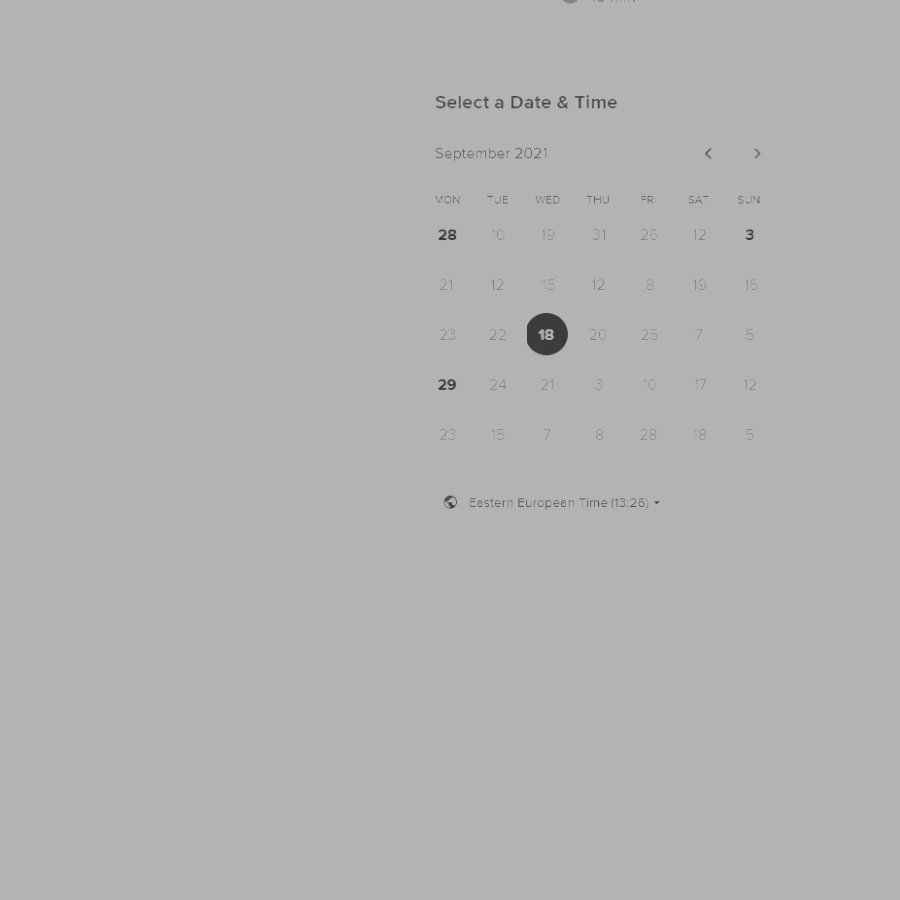 Select a Date & Time
September 2021
MON TUE WED THU FRI SAT SUN
28 10 19 31 26 12 3
21 12 15 12 8 19 16
23 22 18 20 25 7 5
29 24 21 3 10 17 12
23 15 7 8 28 18 5
Eastern European Time (13:26)